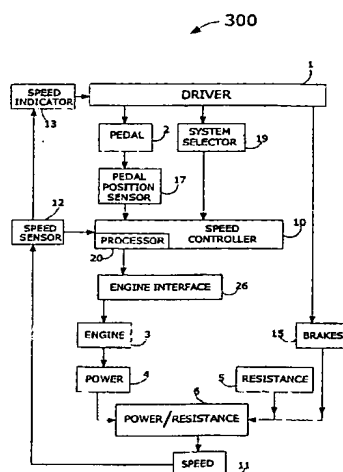 300
1
SPEED
INDICATOR
DRIVER
13
PEDAL
2
SYSTEM
SELECTOR
19
PEDAL
POSITION
SENSOR
17
12
SPEED
SENSOR
SPEED
CONTROLLER
10
PROCESSOR
20
ENGINE INTERFACE
26
ENGINE
3
15
BRAKES
POWER
4
5
RESISTANCE
6
POWER/RESISTANCE
SPEED
11